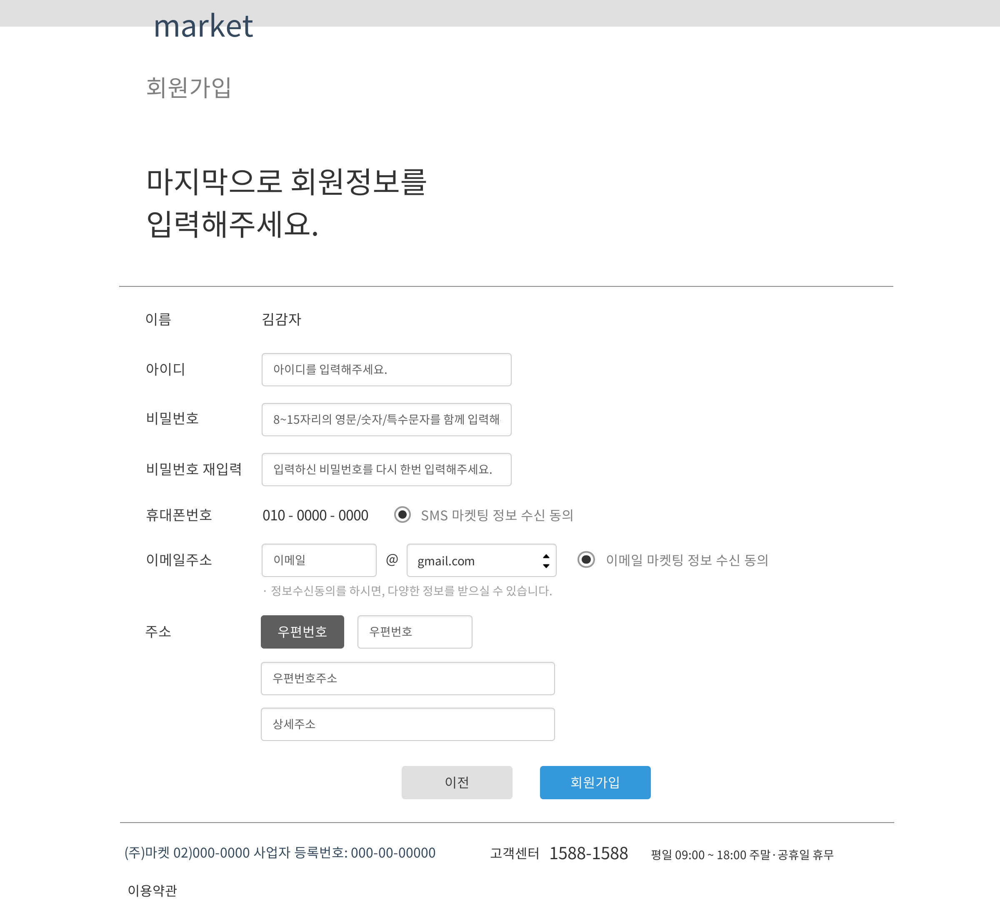 market
회원가입
마지막으로 회원정보를
입력해주세요.
이름 김감자
아이디 아이디를 입력해주세요.
비밀번호 8~15자리의 영문/숫자/특수문자를 함께 입력해
비밀번호 재입력 입력하신 비밀번호를 다시 한번 입력해주세요.
휴대폰번호 010 - 0000 - 0000 SMS 마켓팅 정보 수신 동의
이메일주소 이메일 @ gmail.com 이메일 마켓팅 정보 수신 동의
· 정보수신동의를 하시면, 다양한 정보를 받으실 수 있습니다.
주소 우편번호 우편번호
우편번호주소
상세주소
이전 회원가입
(주)마켓 02)000-0000 사업자 등록번호: 000-00-00000 고객센터 1588-1588 평일 09:00 ~ 18:00 주말·공휴일 휴무
이용약관